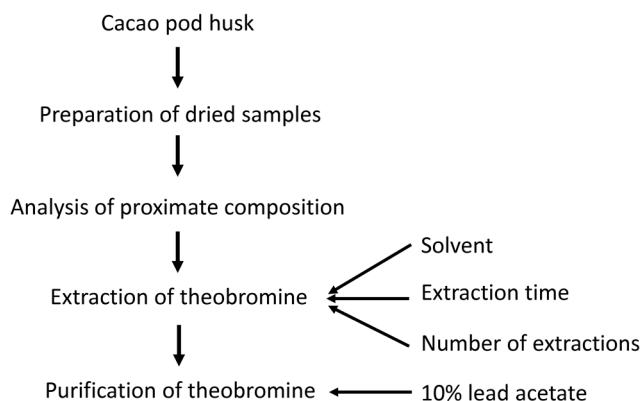 Cacao pod husk
Preparation of dried samples
Analysis of proximate composition
Solvent
Extraction of theobromine
Extraction time
Number of extractions
Purification of theobromine
10% lead acetate